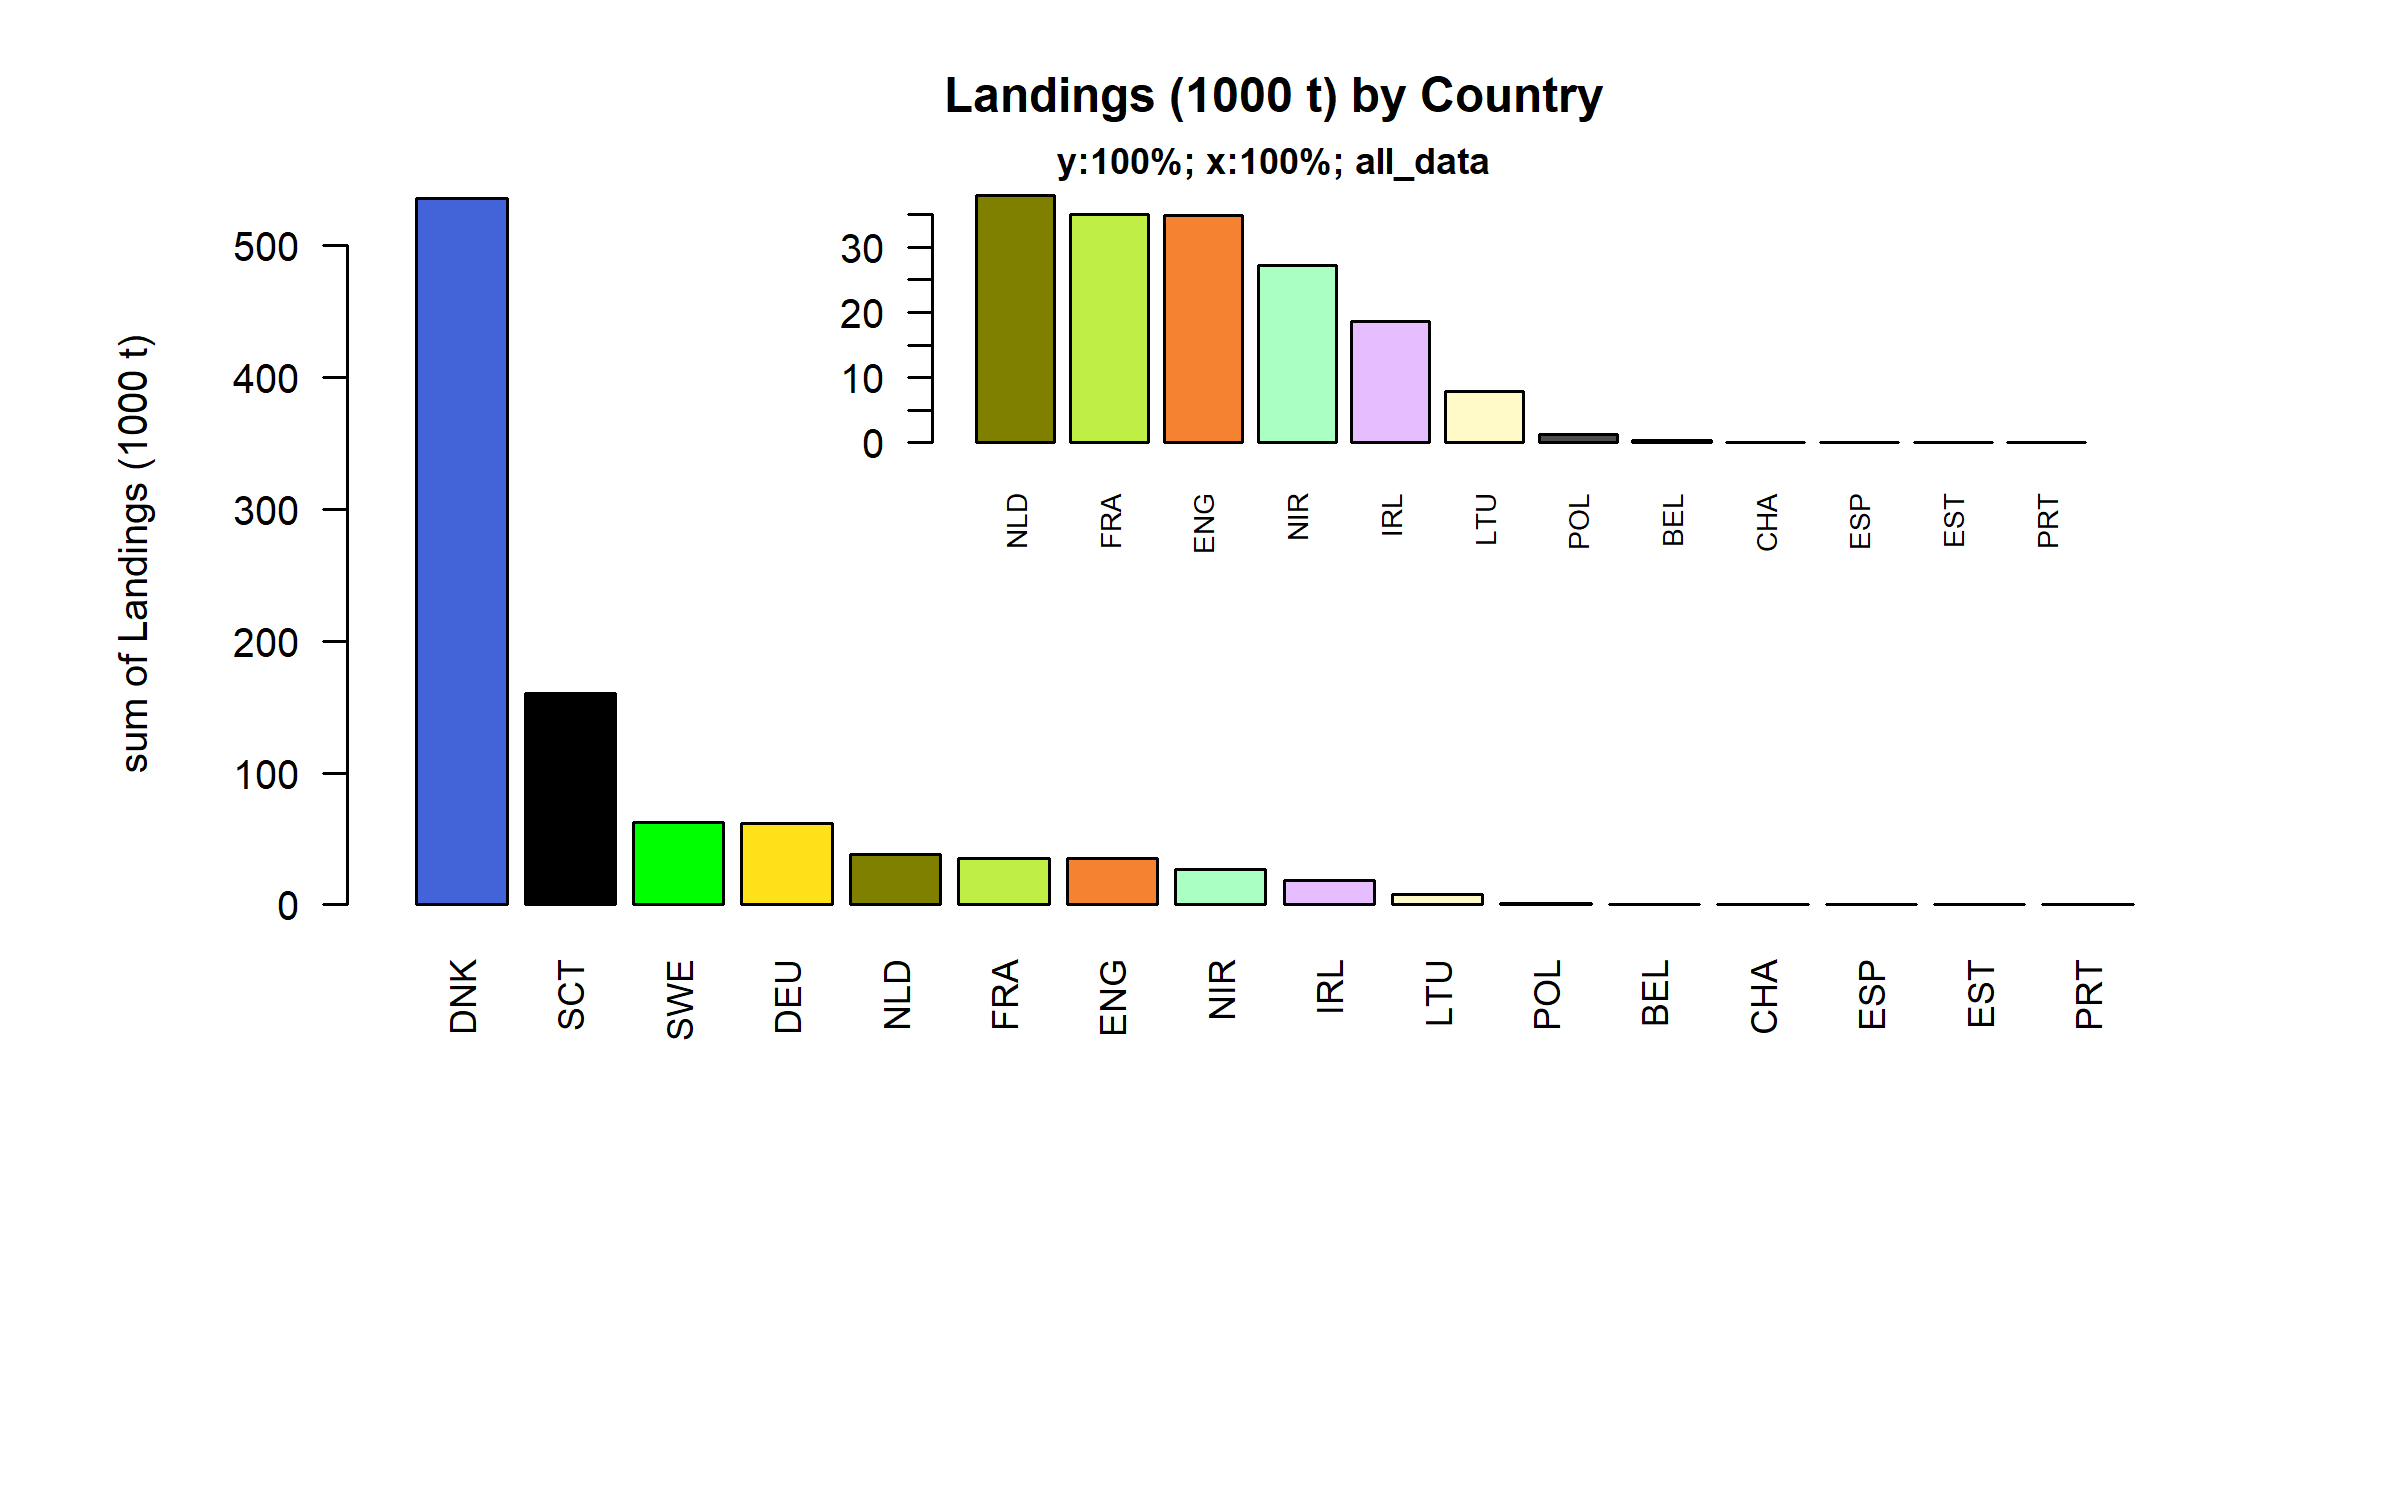 Landings (1000 t) by Country
y:100%; x:100%; all_data
sum of Landings (1000 t)
500
400
300
200
100
0
30
20
10
0
NLD FRA ENG NIR IRL LTU POL BEL CHA ESP EST PRT
DNK SCT SWE DEU NLD FRA ENG NIR IRL LTU POL BEL CHA ESP EST PRT